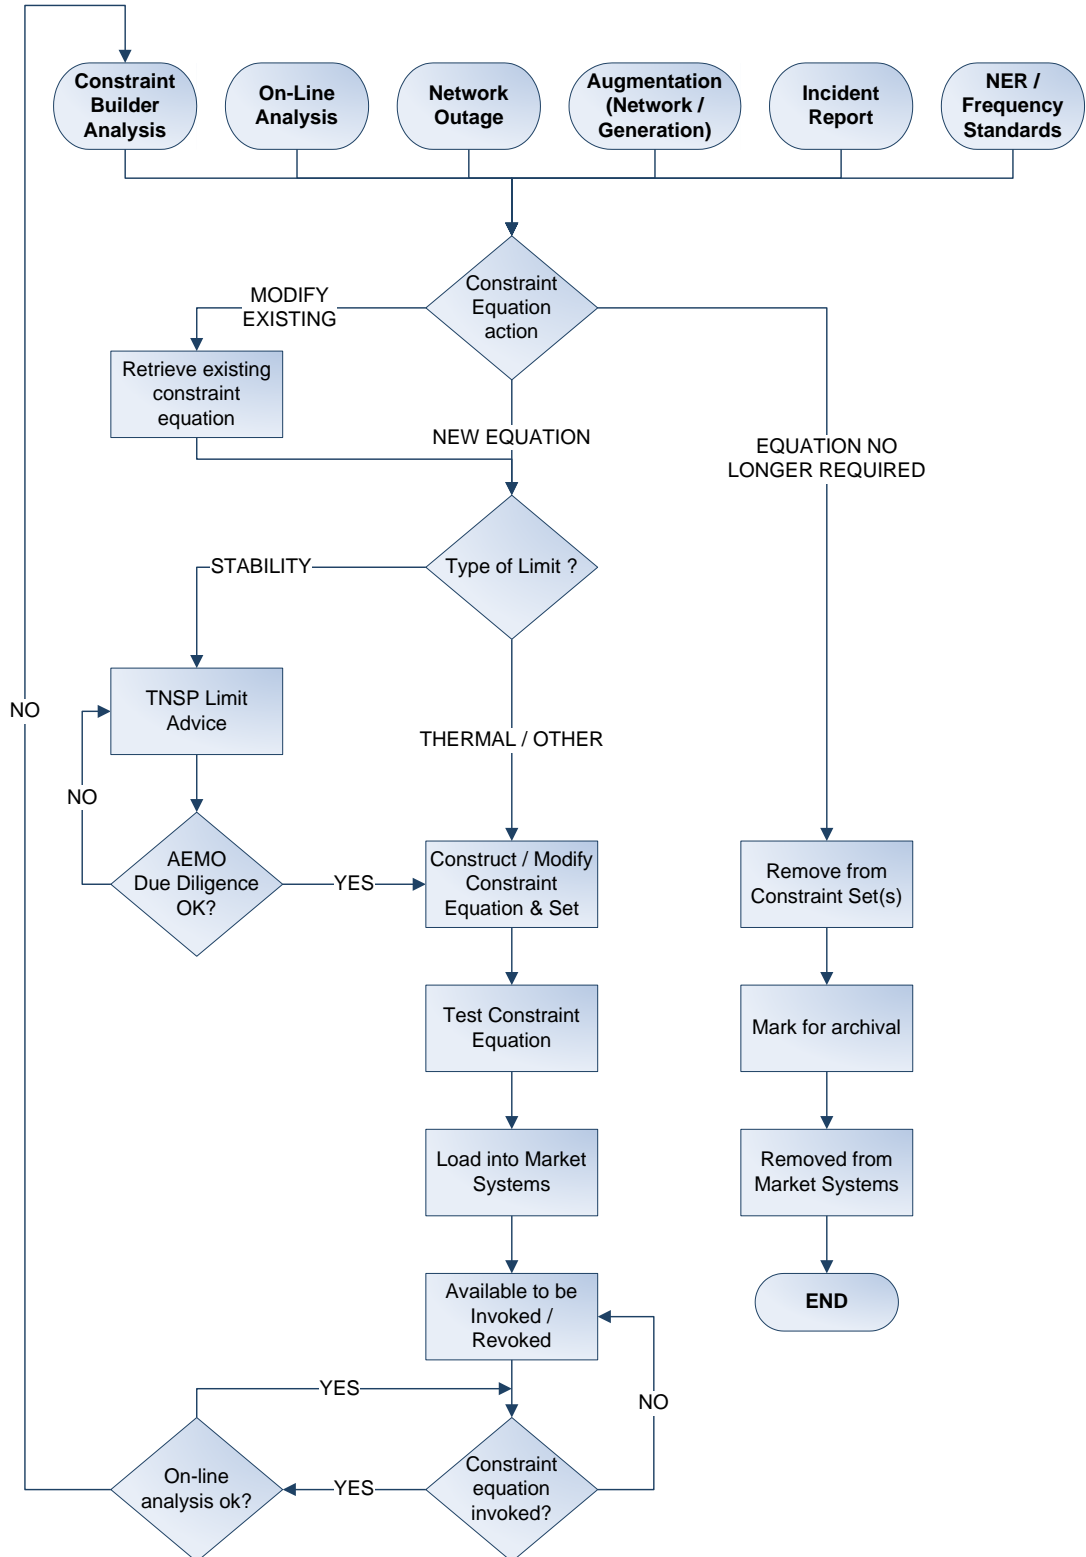 Constraint
Builder
Analysis
On-Line
Analysis
Network
Outage
Augmentation
(Network /
Generation)
Incident
Report
NER /
Frequency
Standards
Constraint
Equation
action
MODIFY
EXISTING
Retrieve existing
constraint
equation
NEW EQUATION
EQUATION NO
LONGER REQUIRED
Type of Limit ?
STABILITY
TNSP Limit
Advice
NO
THERMAL / OTHER
NO
AEMO
Due Diligence
OK?
YES
Construct / Modify
Constraint
Equation & Set
Remove from
Constraint Set(s)
Test Constraint
Equation
Mark for archival
Load into Market
Systems
Removed from
Market Systems
Available to be
Invoked /
Revoked
END
YES
NO
On-line
analysis ok?
YES
Constraint
equation
invoked?